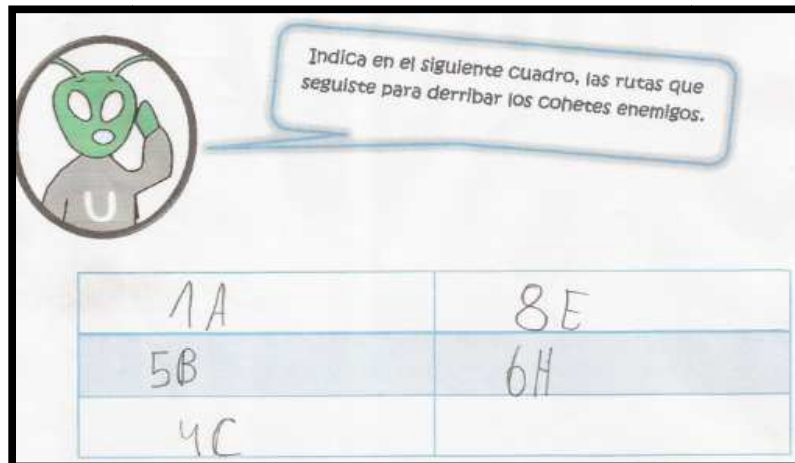 Indica en el siguiente cuadro, las rutas que
seguiste para derribar los cohetes enemigos.
U
1A 8E
5B 6H
4C